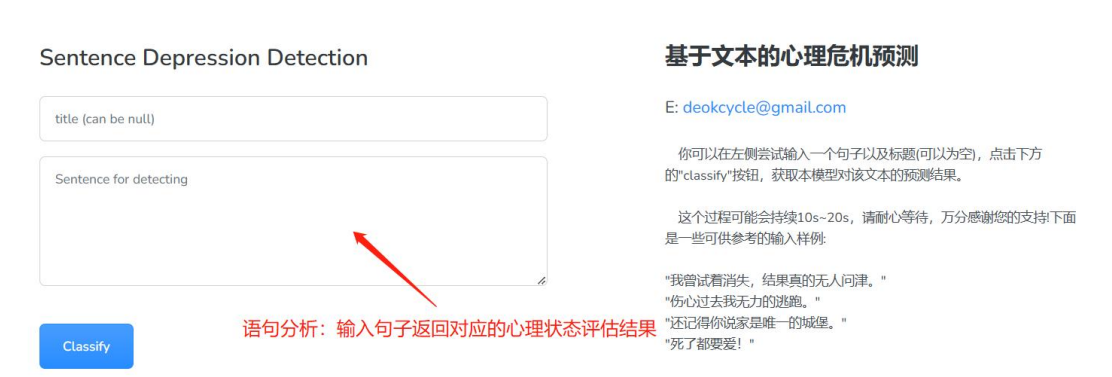 Sentence Depression Detection
title (can be null)
Sentence for detecting
语句分析：输入句子返回对应的心理状态评估结果
Classify
基于文本的心理危机预测
E: deokcycle@gmail.com
你可以在左侧尝试输入一个句子以及标题(可以为空)，点击下方
的"classify"按钮，获取本模型对该文本的预测结果。
这个过程可能会持续10s~20s，请耐心等待，万分感谢您的支持!下面
是一些可供参考的输入样例:
"我曾试着消失，结果真的无人问津。"
"伤心过去我无力的逃跑。"
"还记得你说家是唯一的城堡。"
"死了都要爱！"